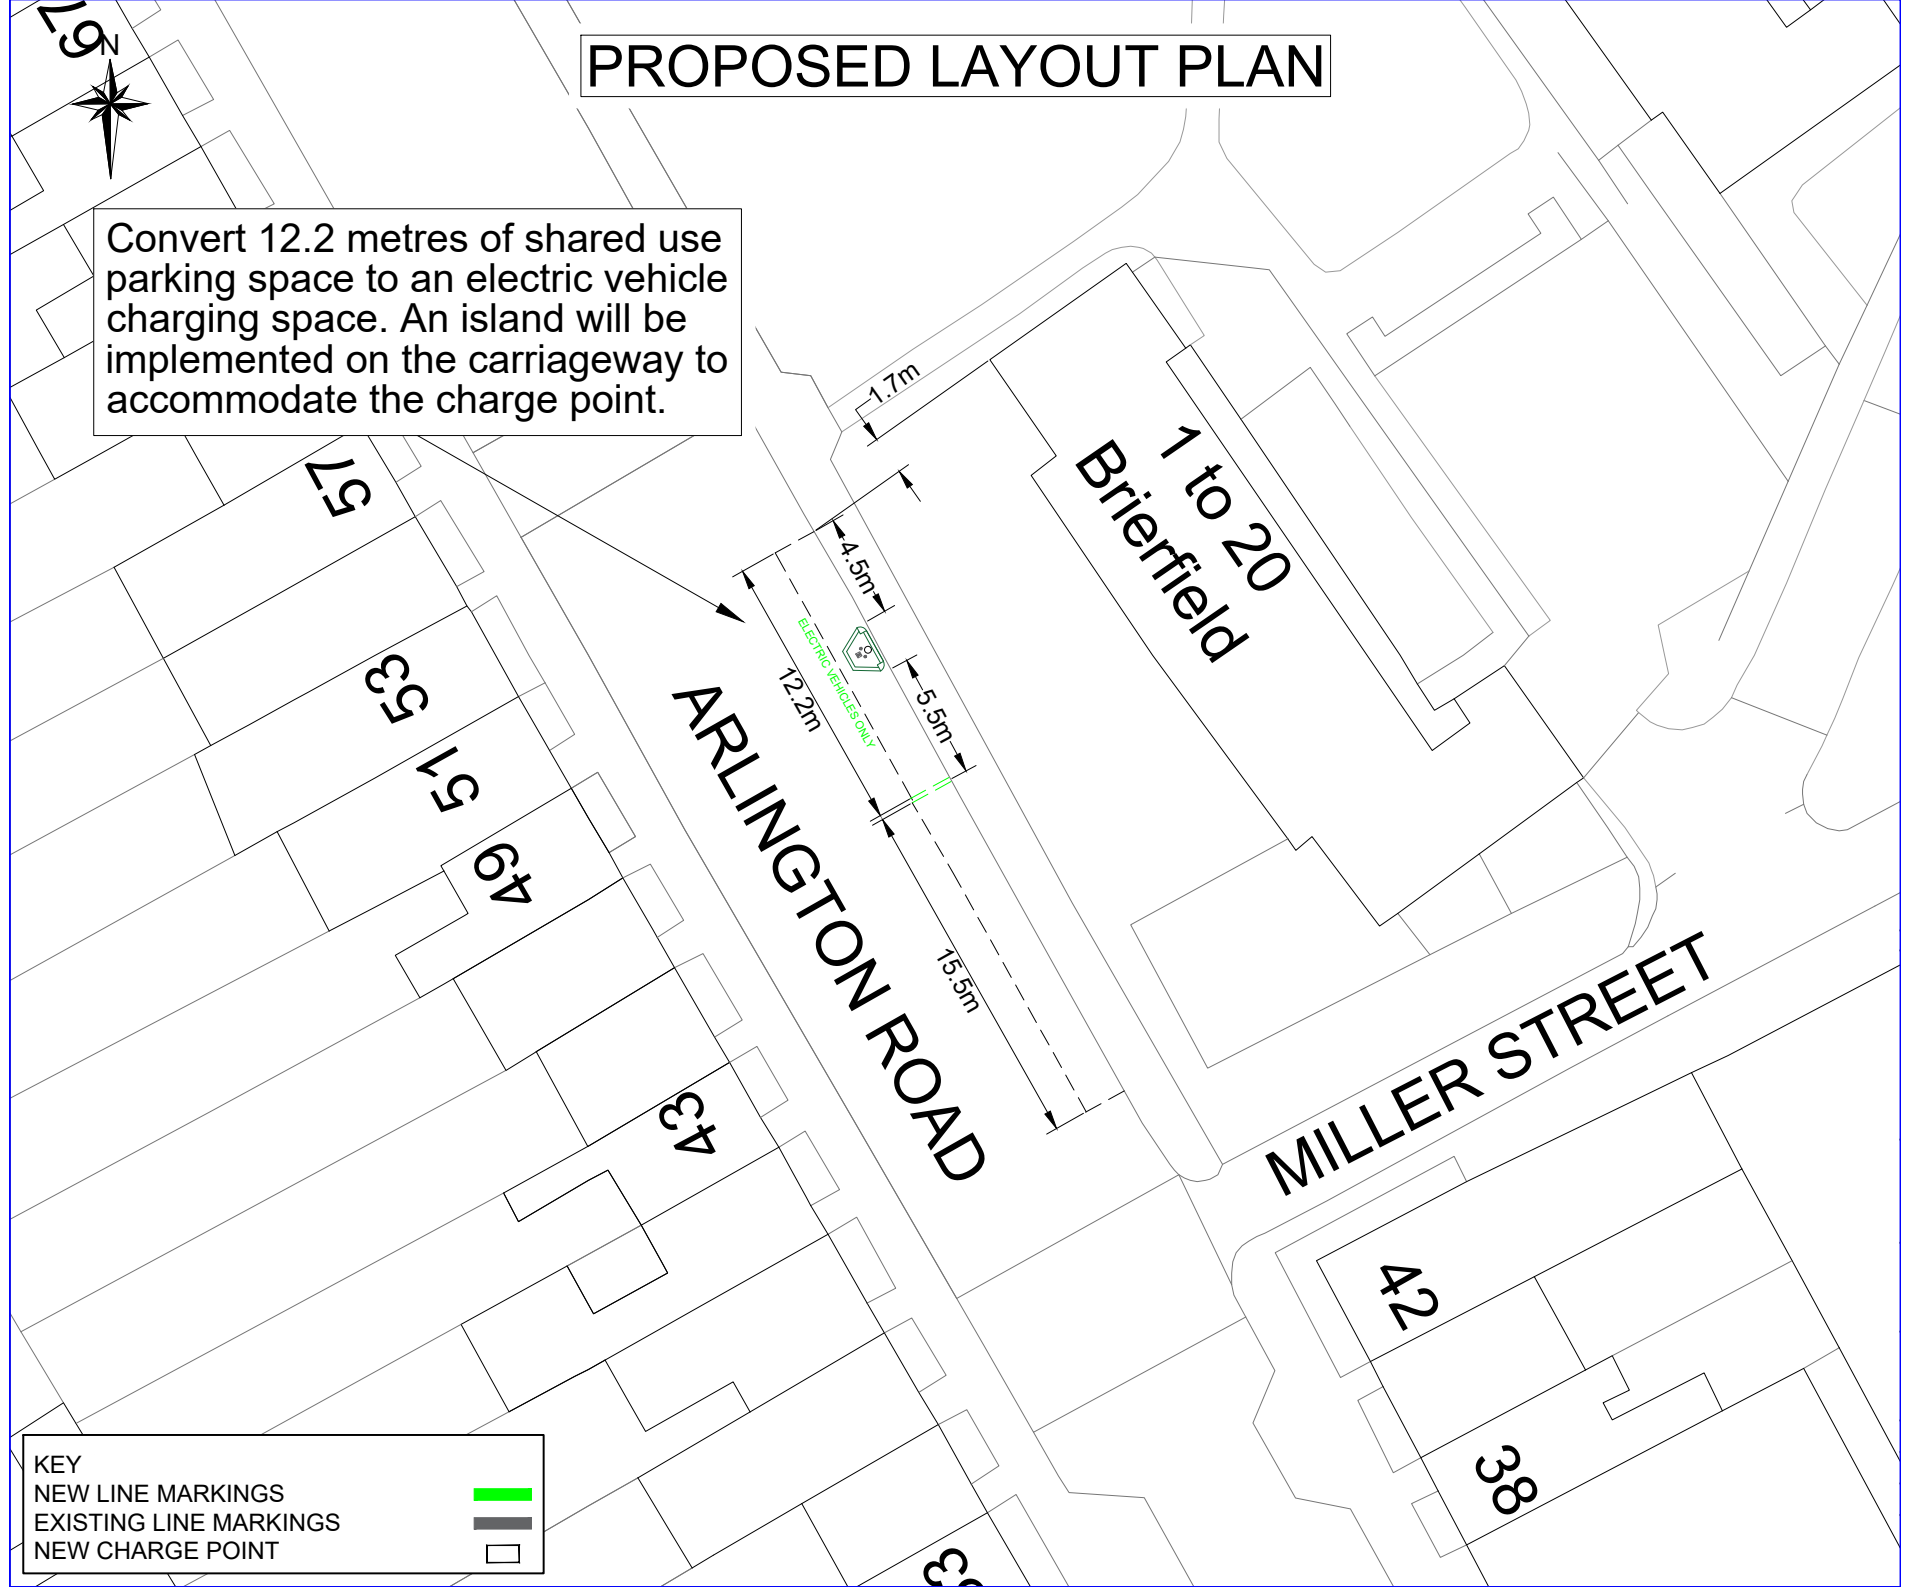 67
N
PROPOSED LAYOUT PLAN
Convert 12.2 metres of shared use
parking space to an electric vehicle
charging space. An island will be
implemented on the carriageway to
accommodate the charge point.
1.7m
57
1 to 20
Brierfield
4.5m
ELECTRIC VEHICLES ONLY
12.2m
5.5m
53
51
49
ARLINGTON ROAD
15.5m
43
MILLER STREET
42
38
KEY
NEW LINE MARKINGS
EXISTING LINE MARKINGS
NEW CHARGE POINT